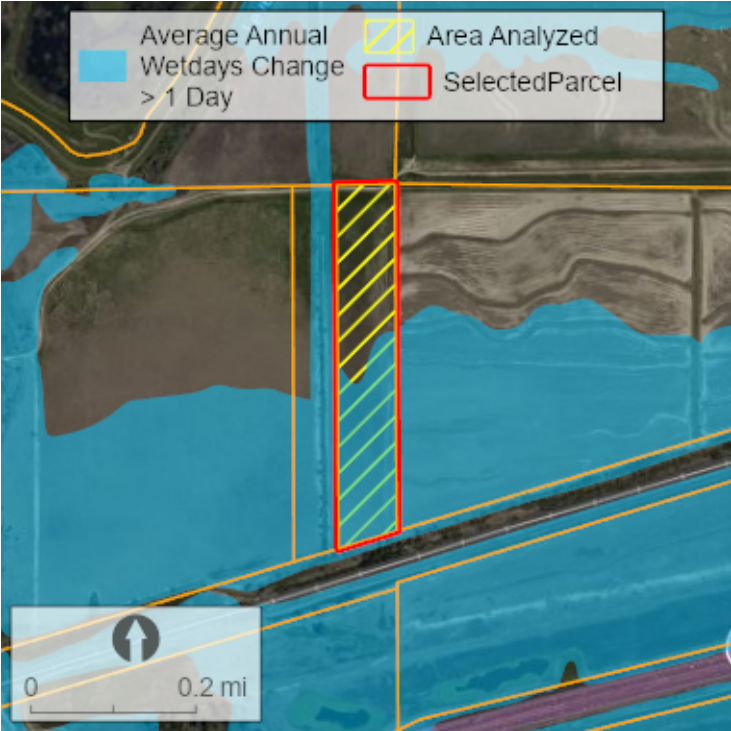 Average Annual
Wetdays Change
> 1 Day
Area Analyzed
SelectedParcel
0
0.2 mi